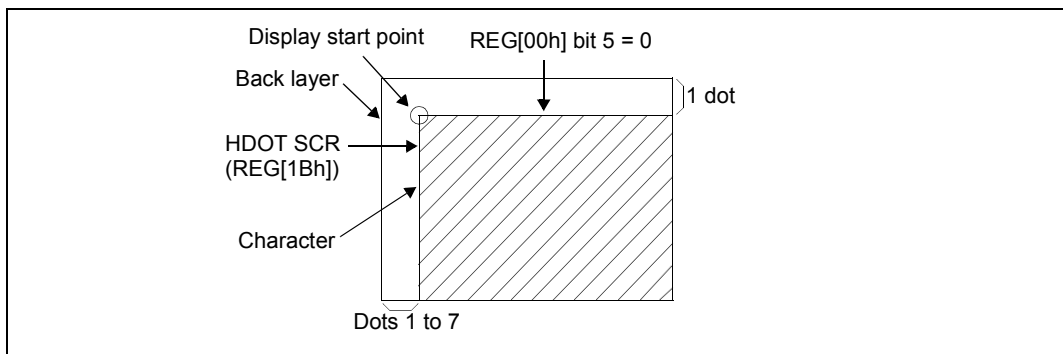 Display start point
REG[00h] bit 5 = 0
Back layer
1 dot
HDOT SCR
(REG[1Bh])
Character
Dots 1 to 7